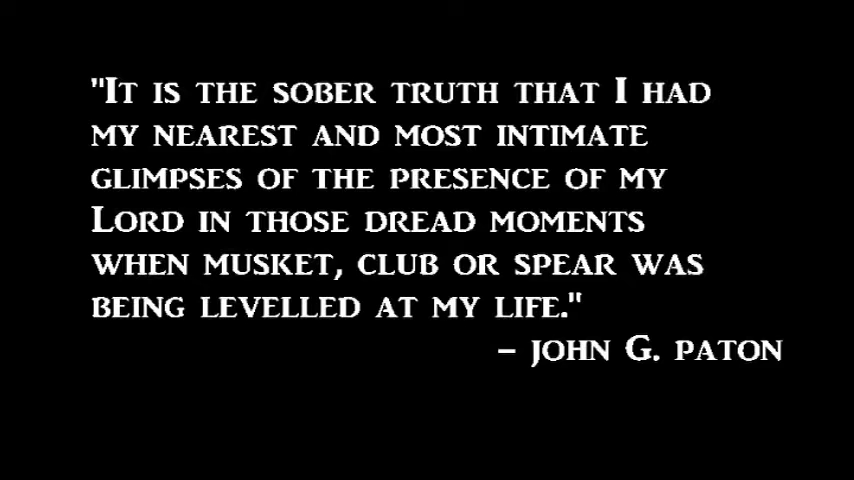 "It is the sober truth that I had
my nearest and most intimate
glimpses of the presence of my
Lord in those dread moments
when musket, club or spear was
being levelled at my life."
– john G. paton